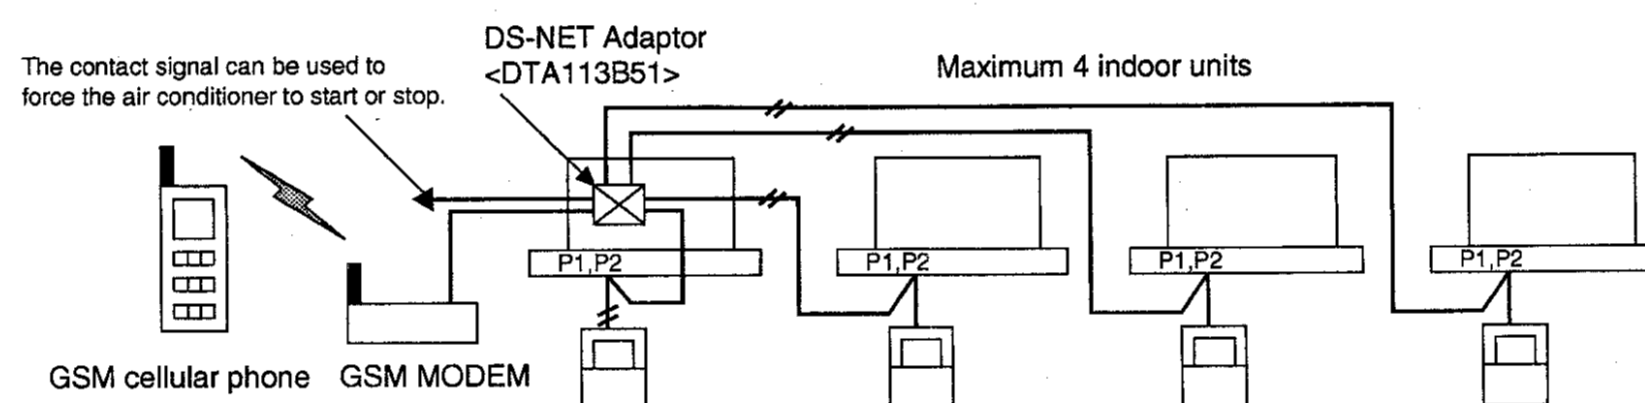 DS-NET Adaptor
<DTA113B51>
The contact signal can be used to
force the air conditioner to start or stop.
Maximum 4 indoor units
P1,P2
P1,P2
P1,P2
P1,P2
GSM cellular phone
GSM MODEM